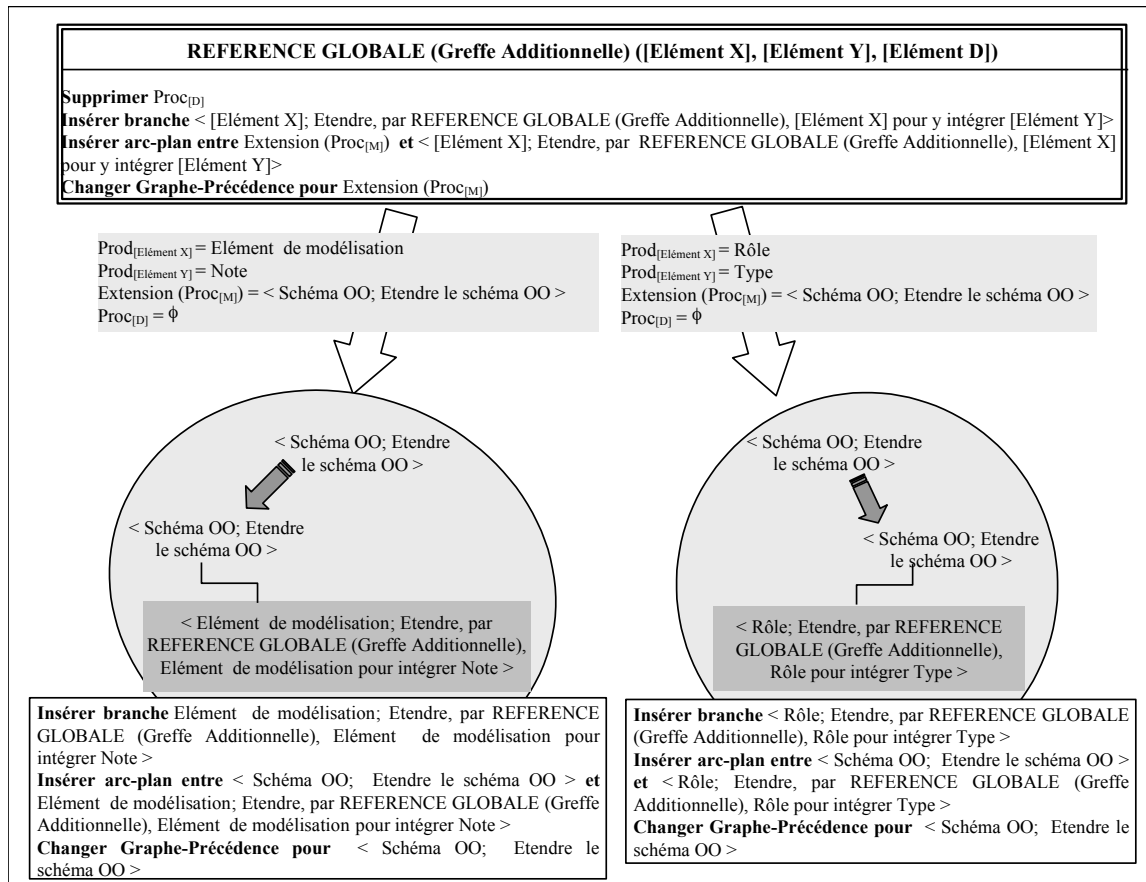 REFERENCE GLOBALE (Greffe Additionnelle) ([Elément X], [Elément Y], [Elément D])
Supprimer Proc[D]
Insérer branche < [Elément X]; Etendre, par REFERENCE GLOBALE (Greffe Additionnelle), [Elément X] pour y intégrer [Elément Y]>
Insérer arc-plan entre Extension (Proc[M]) et < [Elément X]; Etendre, par REFERENCE GLOBALE (Greffe Additionnelle), [Elément X]
pour y intégrer [Elément Y]>
Changer Graphe-Précédence pour Extension (Proc[M])
Prod[Elément X] = Elément de modélisation
Prod[Elément Y] = Note
Extension (Proc[M]) = < Schéma OO; Etendre le schéma OO >
Proc[D] = ϕ
Prod[Elément X] = Rôle
Prod[Elément Y] = Type
Extension (Proc[M]) = < Schéma OO; Etendre le schéma OO >
Proc[D] = ϕ
< Schéma OO; Etendre
le schéma OO >
< Schéma OO; Etendre
le schéma OO >
< Elément de modélisation; Etendre, par
REFERENCE GLOBALE (Greffe Additionnelle),
Elément de modélisation pour intégrer Note >
< Schéma OO; Etendre
le schéma OO >
< Schéma OO; Etendre
le schéma OO >
< Rôle; Etendre, par REFERENCE
GLOBALE (Greffe Additionnelle),
Rôle pour intégrer Type >
Insérer branche Elément de modélisation; Etendre, par REFERENCE
GLOBALE (Greffe Additionnelle), Elément de modélisation pour
intégrer Note >
Insérer arc-plan entre < Schéma OO; Etendre le schéma OO > et
Elément de modélisation; Etendre, par REFERENCE GLOBALE (Greffe
Additionnelle), Elément de modélisation pour intégrer Note >
Changer Graphe-Précédence pour < Schéma OO; Etendre le
schéma OO >
Insérer branche < Rôle; Etendre, par REFERENCE GLOBALE
(Greffe Additionnelle), Rôle pour intégrer Type >
Insérer arc-plan entre < Schéma OO; Etendre le schéma OO >
et < Rôle; Etendre, par REFERENCE GLOBALE (Greffe
Additionnelle), Rôle pour intégrer Type >
Changer Graphe-Précédence pour < Schéma OO; Etendre le
schéma OO >